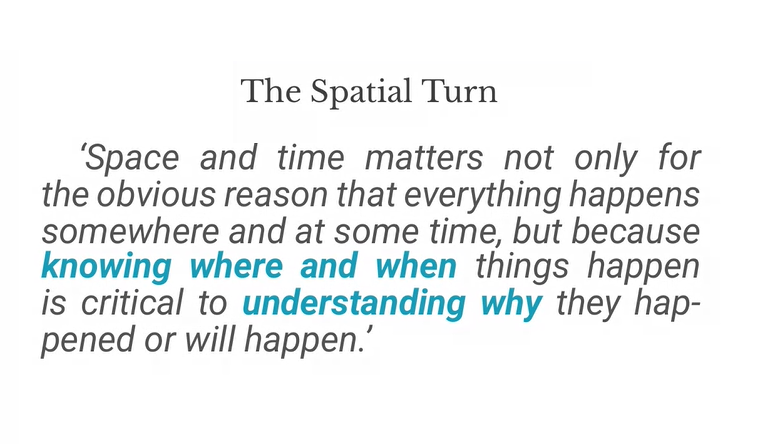 The Spatial Turn
‘Space and time matters not only for
the obvious reason that everything happens
somewhere and at some time, but because
knowing where and when things happen
is critical to understanding why they hap-
pened or will happen.’